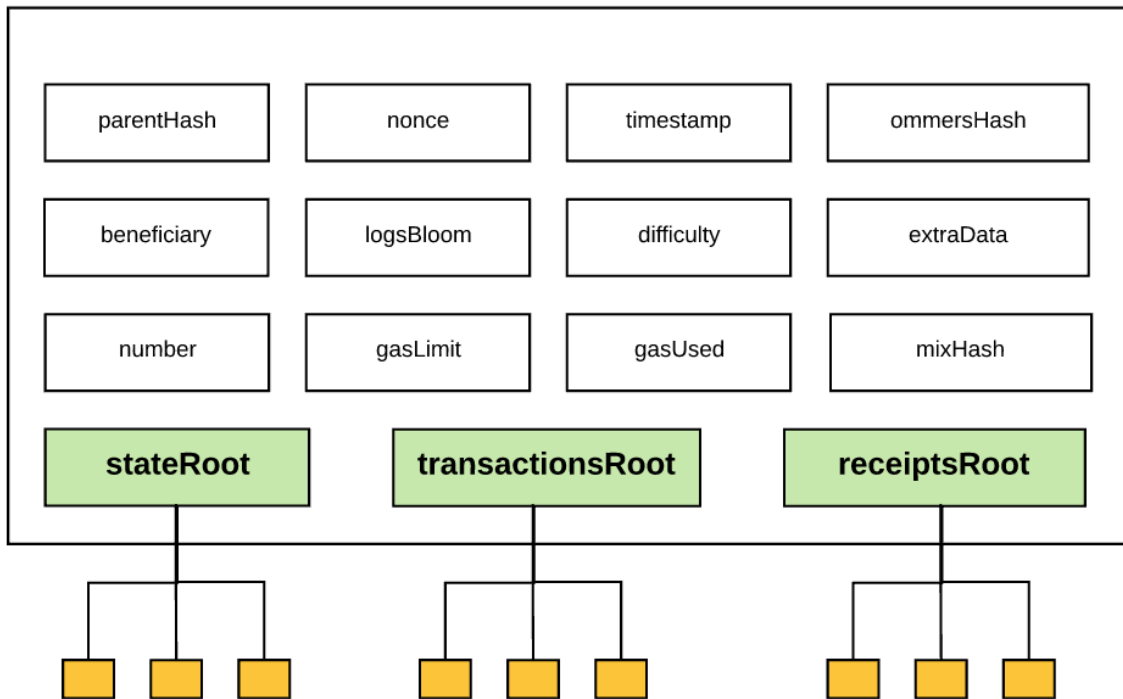 parentHash
nonce
timestamp
ommersHash
beneficiary
logsBloom
difficulty
extraData
number
gasLimit
gasUsed
mixHash
stateRoot
transactionsRoot
receiptsRoot